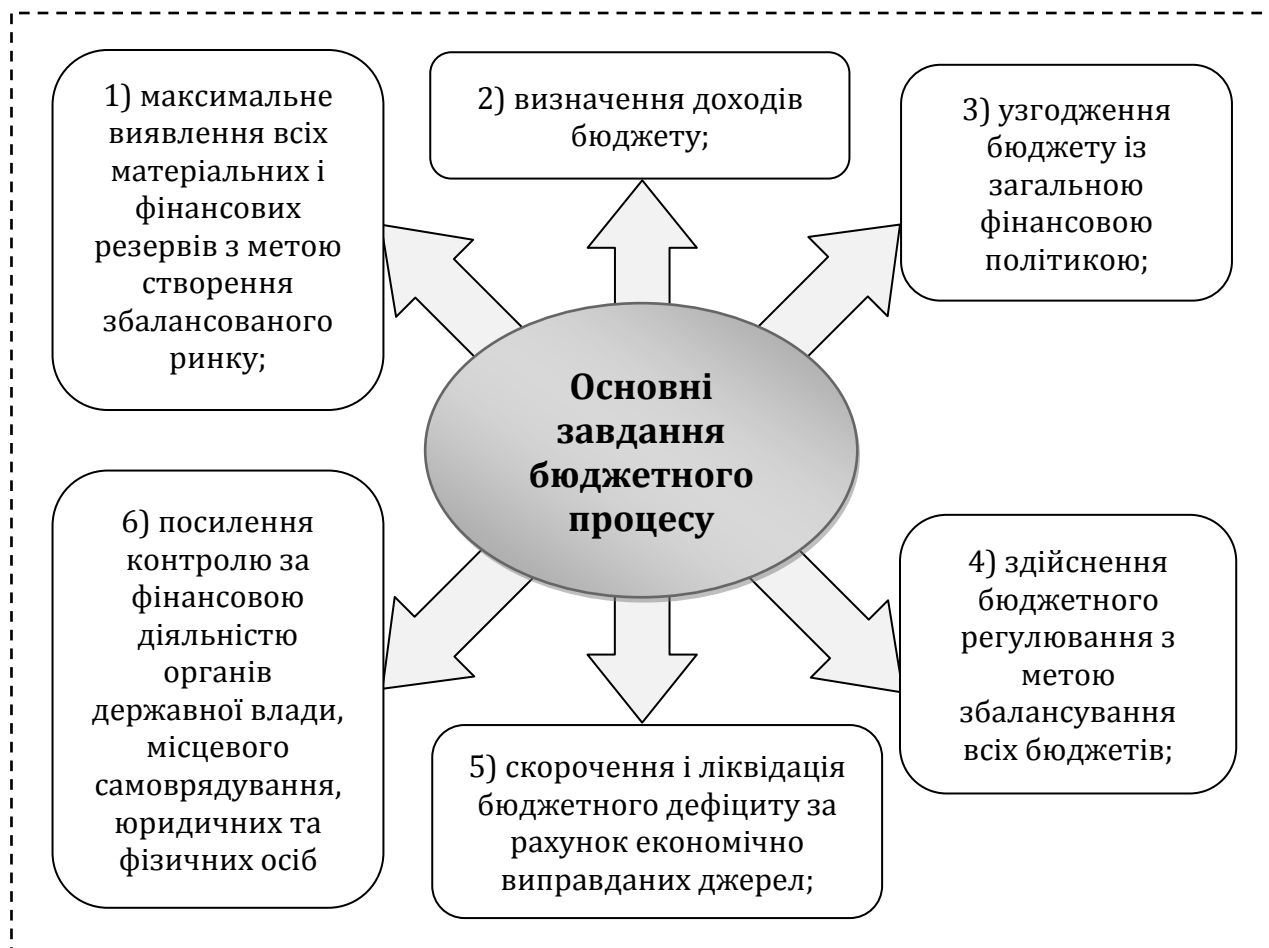 1) максимальне
виявлення всіх
матеріальних і
фінансових
резервів з метою
створення
збалансованого
ринку;
2) визначення доходів
бюджету;
3) узгодження
бюджету із
загальною
фінансовою
політикою;
Основні
завдання
бюджетного
процесу
6) посилення
контролю за
фінансовою
діяльністю
органів
державної влади,
місцевого
самоврядування,
юридичних та
фізичних осіб
5) скорочення і ліквідація
бюджетного дефіциту за
рахунок економічно
виправданих джерел;
4) здійснення
бюджетного
регулювання з
метою
збалансування
всіх бюджетів;